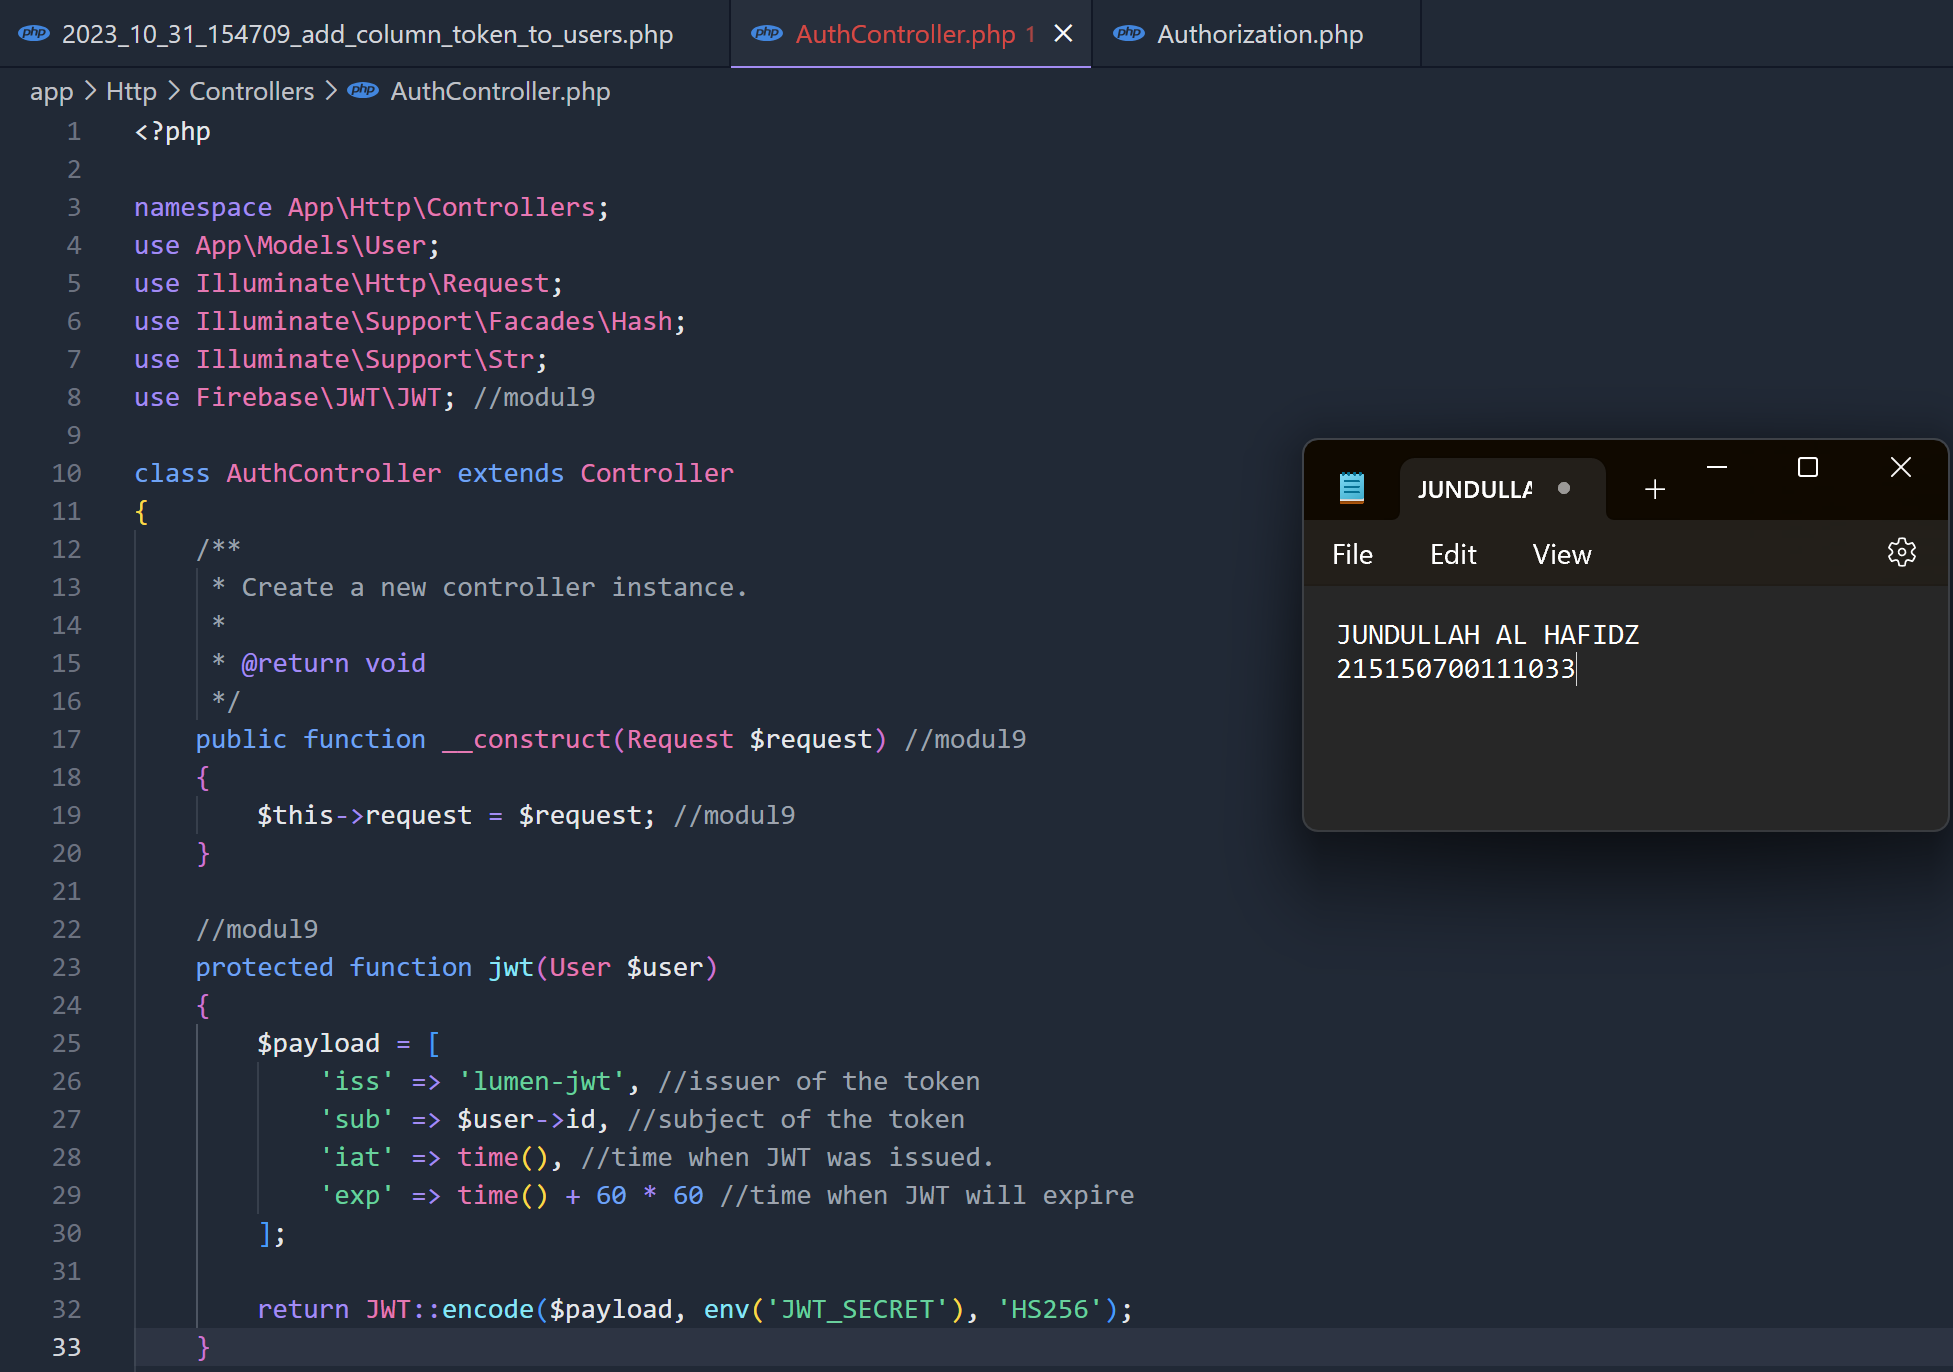 2023_10_31_154709_add_column_token_to_users.php
AuthController.php 1
Authorization.php
app > Http > Controllers > AuthController.php
1 <?php
2
3 namespace App\Http\Controllers;
4 use App\Models\User;
5 use Illuminate\Http\Request;
6 use Illuminate\Support\Facades\Hash;
7 use Illuminate\Support\Str;
8 use Firebase\JWT\JWT; //modul9
9
10 class AuthController extends Controller
11 {
12     /**
13      * Create a new controller instance.
14      *
15      * @return void
16      */
17     public function __construct(Request $request) //modul9
18     {
19         $this->request = $request; //modul9
20     }
21
22     //modul9
23     protected function jwt(User $user)
24     {
25         $payload = [
26             'iss' => 'lumen-jwt', //issuer of the token
27             'sub' => $user->id, //subject of the token
28             'iat' => time(), //time when JWT was issued.
29             'exp' => time() + 60 * 60 //time when JWT will expire
30         ];
31
32         return JWT::encode($payload, env('JWT_SECRET'), 'HS256');
33     }
JUNDULLA
File Edit View
JUNDULLAH AL HAFIDZ
215150700111033